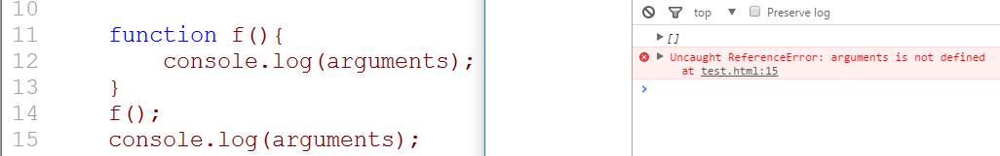 10
11 function f(){
12 console.log(arguments);
13 }
14 f();
15 console.log(arguments);
top ▼ Preserve log
▶ []
▶ Uncaught ReferenceError: arguments is not defined
at test.html:15
>